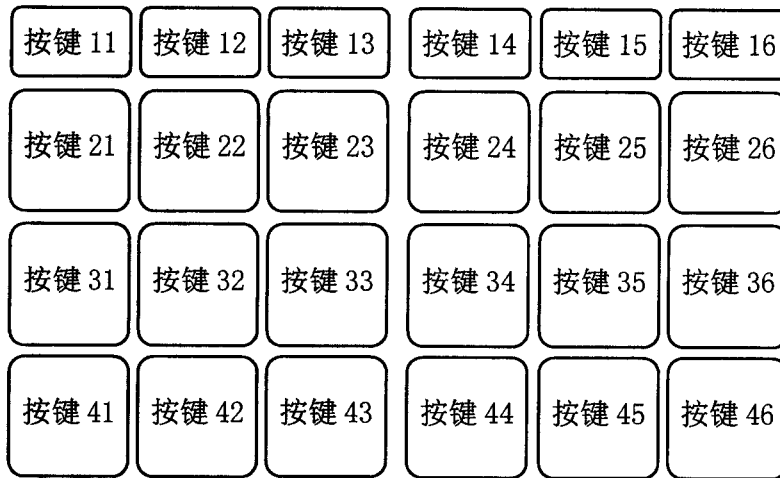 按键 11 按键 12 按键 13 按键 14 按键 15 按键 16
按键 21 按键 22 按键 23 按键 24 按键 25 按键 26
按键 31 按键 32 按键 33 按键 34 按键 35 按键 36
按键 41 按键 42 按键 43 按键 44 按键 45 按键 46